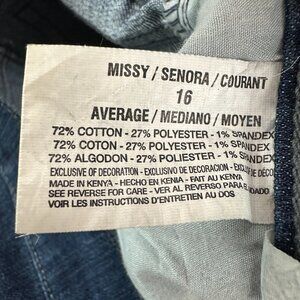 MISSY / SENORA / COURANT
16
AVERAGE / MEDIANO / MOYEN
72% COTTON - 27% POLYESTER - 1% SPANDEX
72% COTON - 27% POLYESTER - 1% SPANDEX
72% ALGODON - 27% POLIESTER - 1% SPANDEX
EXCLUSIVE OF DECORATION - EXCLUSIVO DE DECORACION - EXCLUSIF DE DECO
MADE IN KENYA - HECHO EN KENIA - FAIT AU KENYA
SEE REVERSE FOR CARE - VER AL REVERSO PARA EL CUIDADO
VOIR LES INSTRUCTIONS D'ENTRETIEN AU DOS